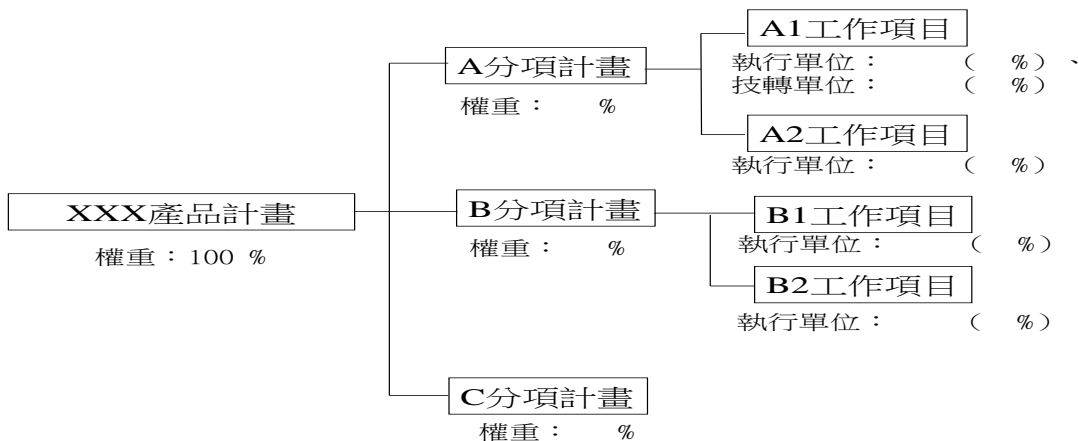 A1工作項目
執行單位： （ %）、
技轉單位： （ %）
A分項計畫
權重： %
A2工作項目
執行單位： （ %）
XXX產品計畫
權重：100 %
B分項計畫
權重： %
B1工作項目
執行單位： （ %）
B2工作項目
執行單位： （ %）
C分項計畫
權重： %